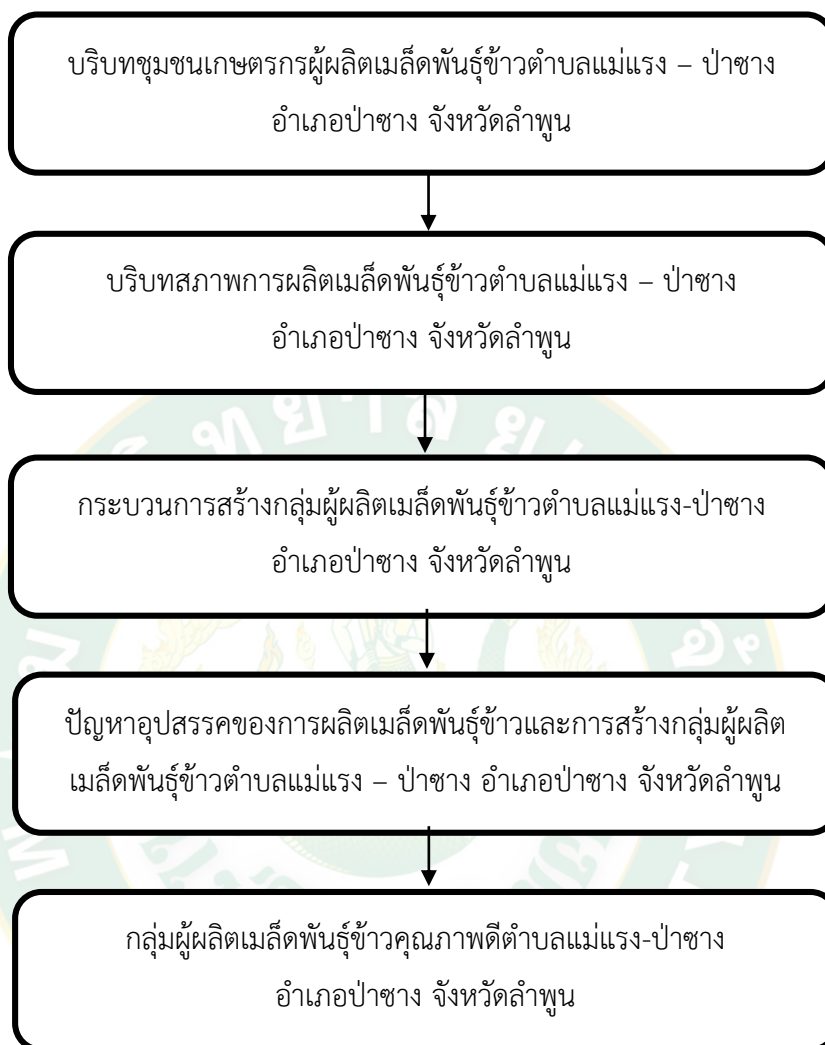 บริบทชุมชนเกษตรกรผู้ผลิตเมล็ดพันธุ์ข้าวตำบลแม่แรง – ป่าซาง
อำเภอป่าซาง จังหวัดลำพูน
บริบทสภาพการผลิตเมล็ดพันธุ์ข้าวตำบลแม่แรง – ป่าซาง
อำเภอป่าซาง จังหวัดลำพูน
กระบวนการสร้างกลุ่มผู้ผลิตเมล็ดพันธุ์ข้าวตำบลแม่แรง-ป่าซาง
อำเภอป่าซาง จังหวัดลำพูน
ปัญหาอุปสรรคของการผลิตเมล็ดพันธุ์ข้าวและการสร้างกลุ่มผู้ผลิต
เมล็ดพันธุ์ข้าวตำบลแม่แรง – ป่าซาง อำเภอป่าซาง จังหวัดลำพูน
กลุ่มผู้ผลิตเมล็ดพันธุ์ข้าวคุณภาพดีตำบลแม่แรง-ป่าซาง
อำเภอป่าซาง จังหวัดลำพูน